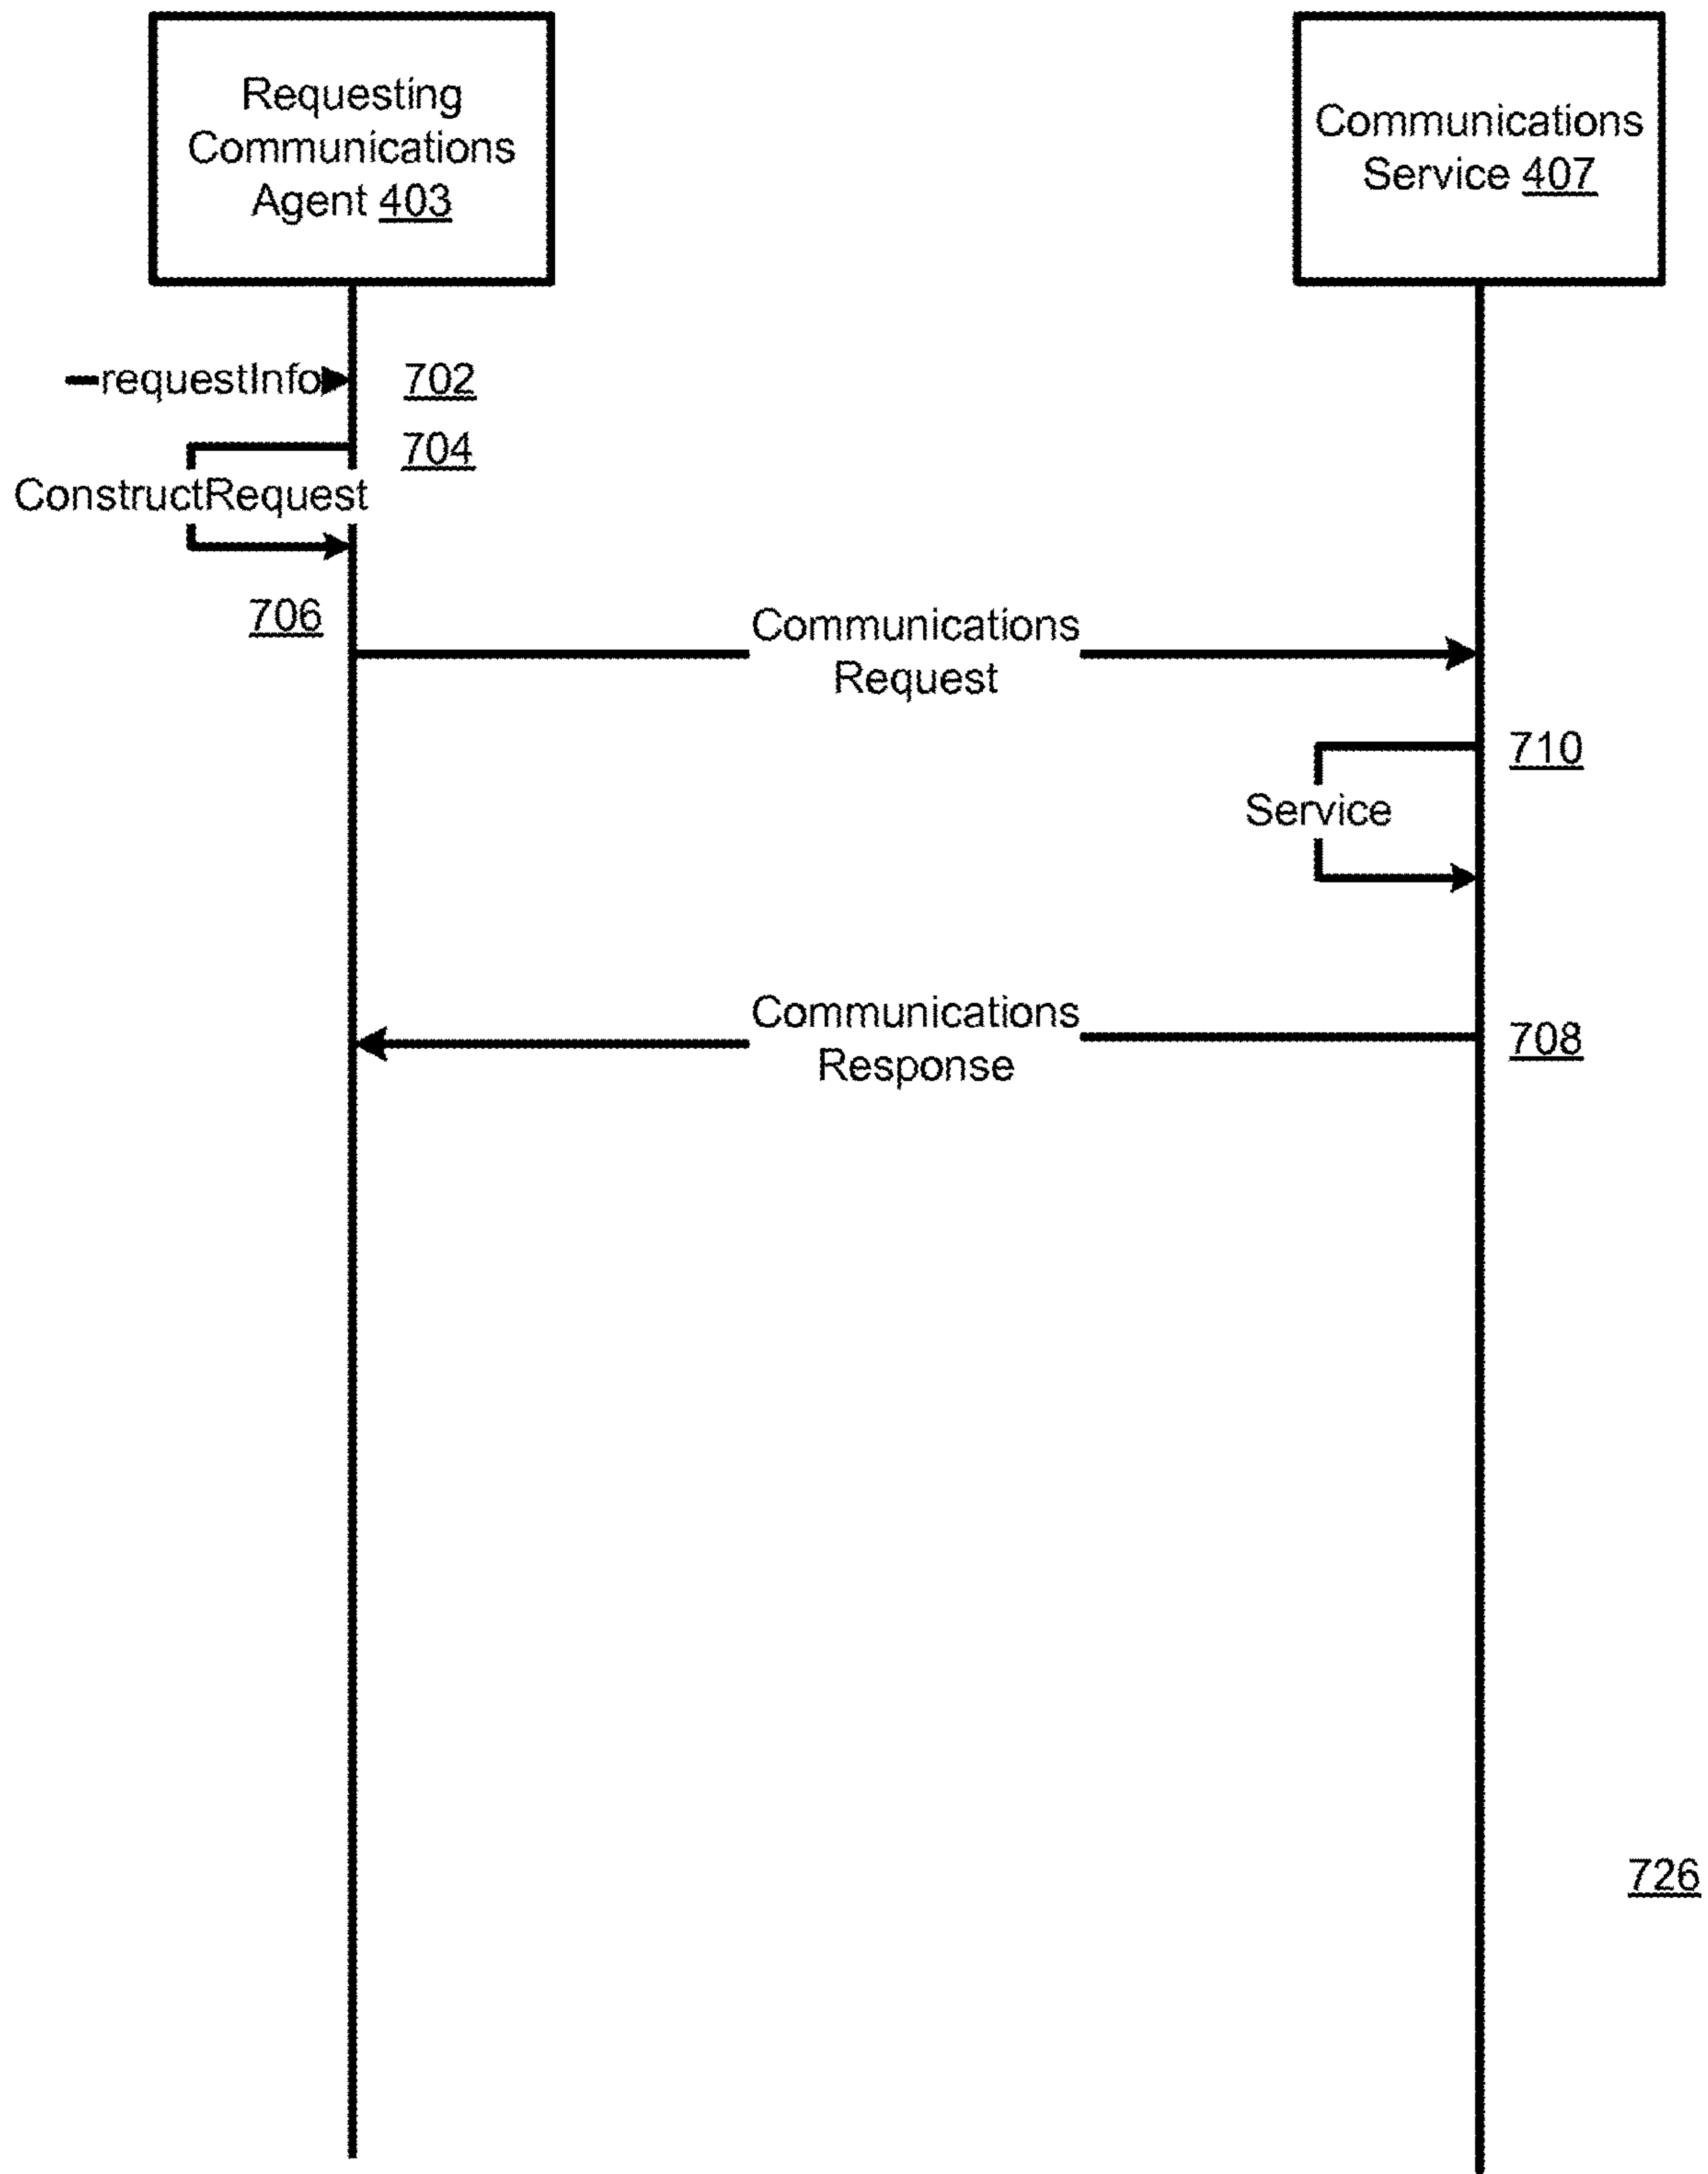 Requesting
Communications
Agent 403
Communications
Service 407
requestInfo
702
704
ConstructRequest
706
Communications
Request
710
Service
Communications
Response
708
726